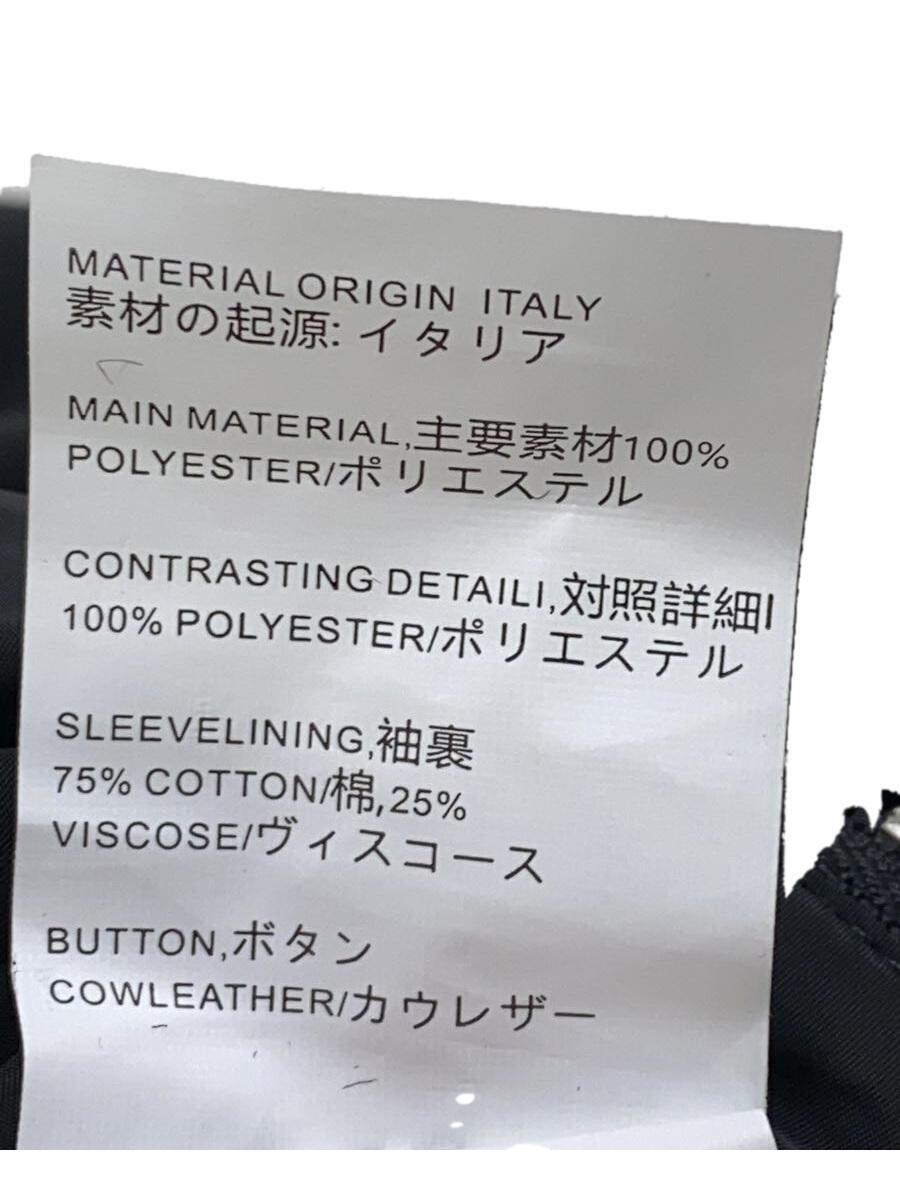 MATERIAL ORIGIN ITALY
素材の起源: イタリア
MAIN MATERIAL,主要素材100%
POLYESTER/ポリエステル
CONTRASTING DETAILI,対照詳細I
100% POLYESTER/ポリエステル
SLEEVELINING,袖裏
75% COTTON/棉,25%
VISCOSE/ヴィスコース
BUTTON,ボタン
COWLEATHER/カウレザー